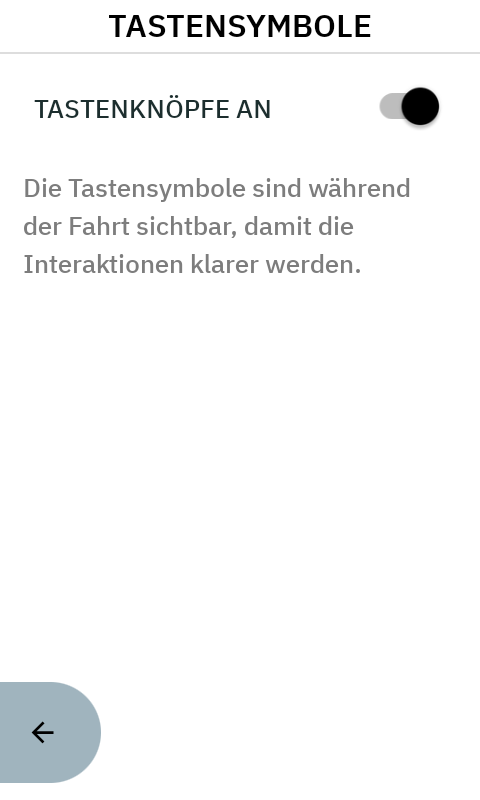 TASTENSYMBOLE
TASTENKNÖPFE AN
Die Tastensymbole sind während
der Fahrt sichtbar, damit die
Interaktionen klarer werden.